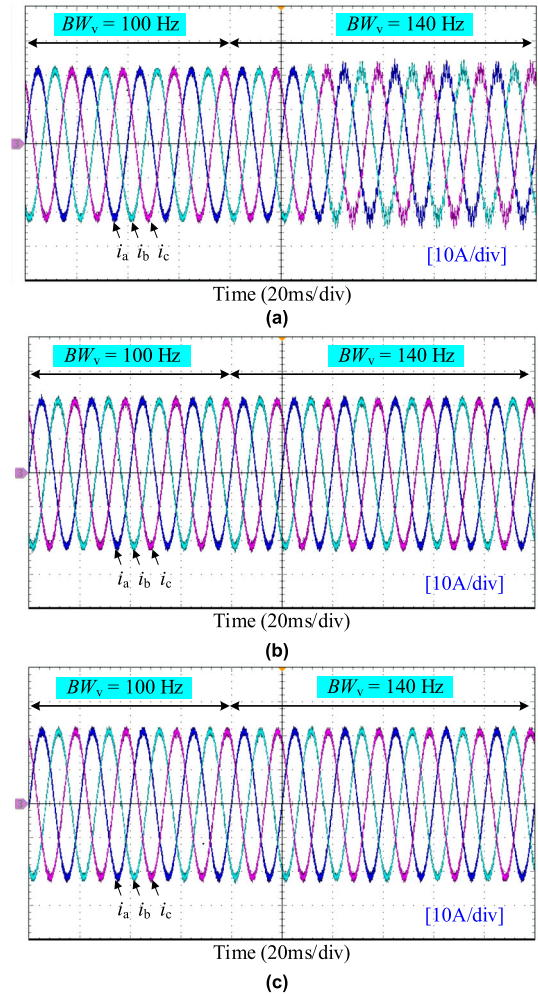 BWv = 100 Hz BWv = 140 Hz
ia ib ic
[10A/div]
Time (20ms/div)
(a)
BWv = 100 Hz BWv = 140 Hz
ia ib ic
[10A/div]
Time (20ms/div)
(b)
BWv = 100 Hz BWv = 140 Hz
ia ib ic
[10A/div]
Time (20ms/div)
(c)